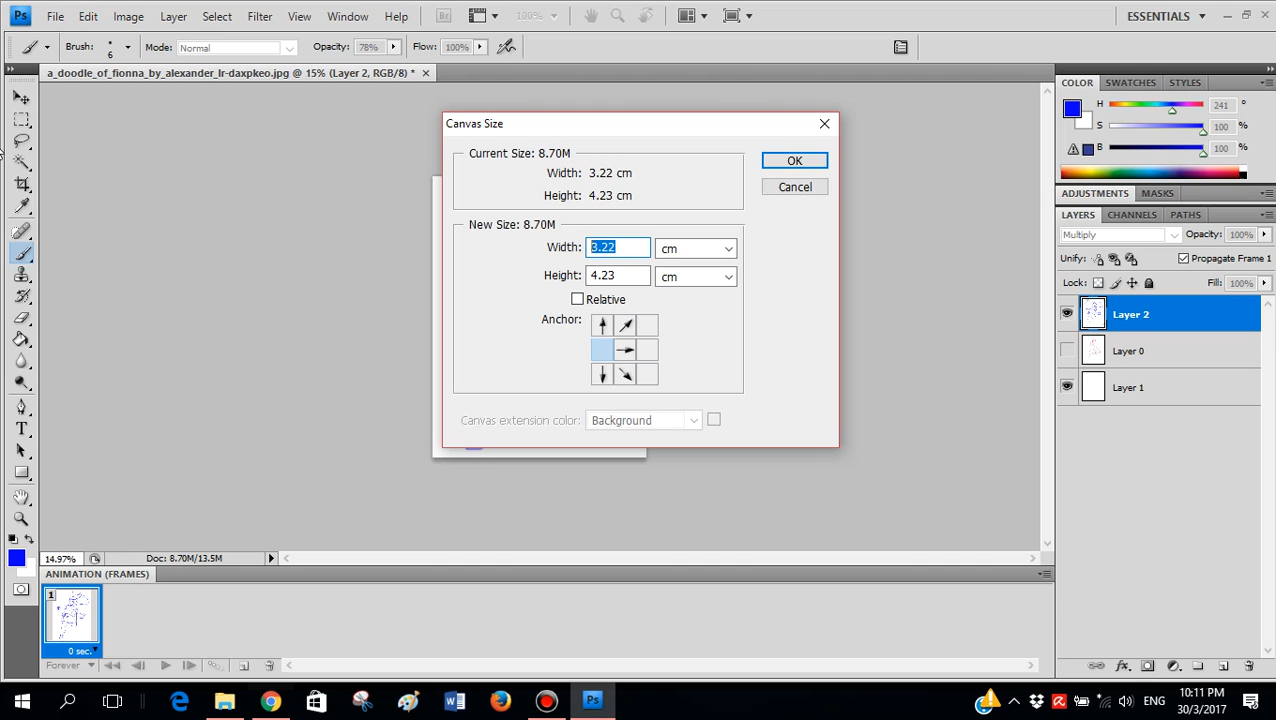 Ps File Edit Image Layer Select Filter View Window Help Br 100% ESSENTIALS
Brush: 6 Mode: Normal Opacity: 78% Flow: 100%
a_doodle_of_fionna_by_alexander_lr-daxpkeo.jpg @ 15% (Layer 2, RGB/8) *
COLOR SWATCHES STYLES
H 241 °
S 100 %
B 100 %
Canvas Size
Current Size: 8.70M
Width: 3.22 cm
Height: 4.23 cm
OK
Cancel
New Size: 8.70M
Width: 3.22 cm
Height: 4.23 cm
Relative
Anchor:
Canvas extension color: Background
ADJUSTMENTS MASKS
LAYERS CHANNELS PATHS
Multiply Opacity: 100%
Unify: Propagate Frame 1
Lock: Fill: 100%
Layer 2
Layer 0
Layer 1
14.97% Doc: 8.70M/13.5M
ANIMATION (FRAMES)
1
0 sec.
Forever
ENG
10:11 PM
30/3/2017